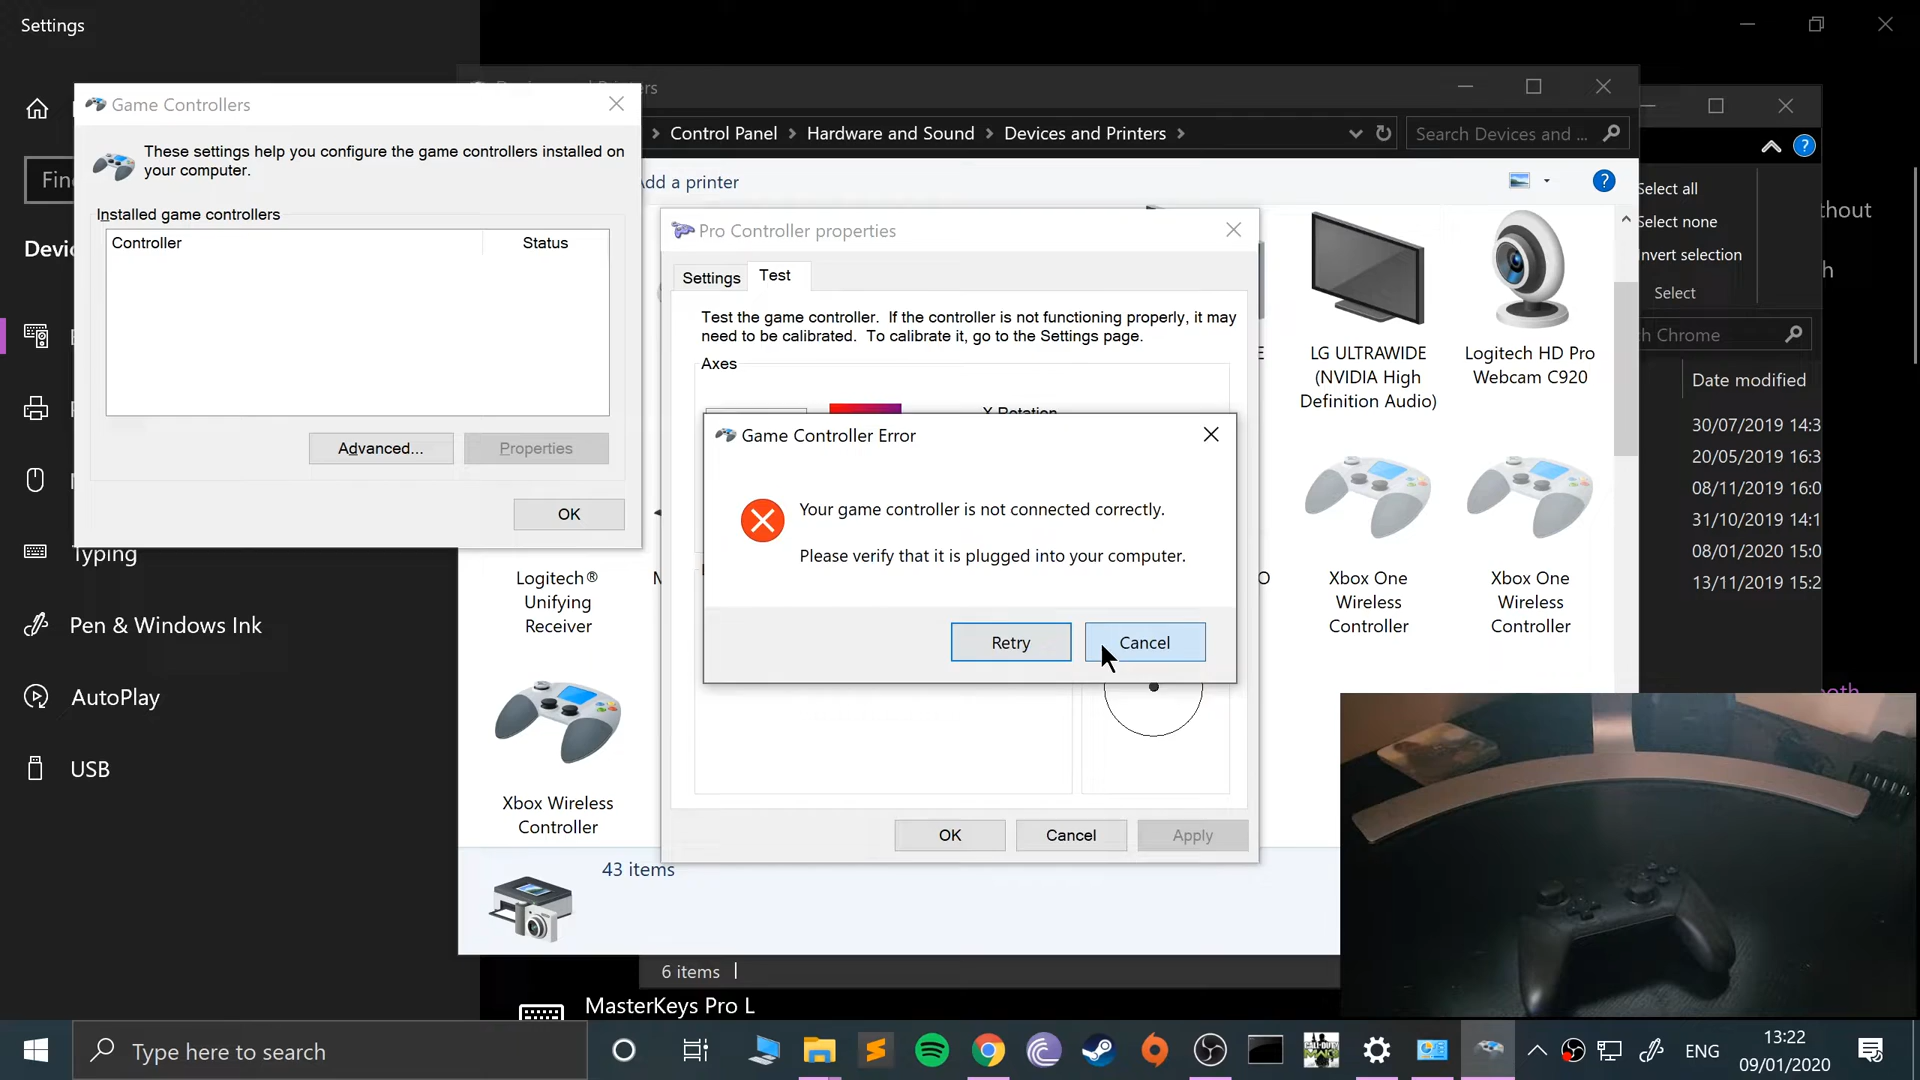 Settings
Game Controllers
These settings help you configure the game controllers installed on
your computer.
Installed game controllers
Controller
Status
Advanced...
Properties
OK
Typing
Pen & Windows Ink
AutoPlay
USB
Control Panel
Hardware and Sound
Devices and Printers
Search Devices and ...
Add a printer
Pro Controller properties
Settings
Test
Test the game controller. If the controller is not functioning properly, it may
need to be calibrated. To calibrate it, go to the Settings page.
Axes
X Rotation
Game Controller Error
Your game controller is not connected correctly.
Please verify that it is plugged into your computer.
Retry
Cancel
OK
Cancel
Apply
LG ULTRAWIDE
(NVIDIA High
Definition Audio)
Logitech HD Pro
Webcam C920
Logitech®
Unifying
Receiver
Xbox One
Wireless
Controller
Xbox One
Wireless
Controller
Xbox Wireless
Controller
43 items
Select all
Select none
Invert selection
Select
Chrome
Date modified
30/07/2019 14:3
20/05/2019 16:3
08/11/2019 16:0
31/10/2019 14:1
08/01/2020 15:0
13/11/2019 15:2
6 items
MasterKeys Pro L
Type here to search
ENG
13:22
09/01/2020